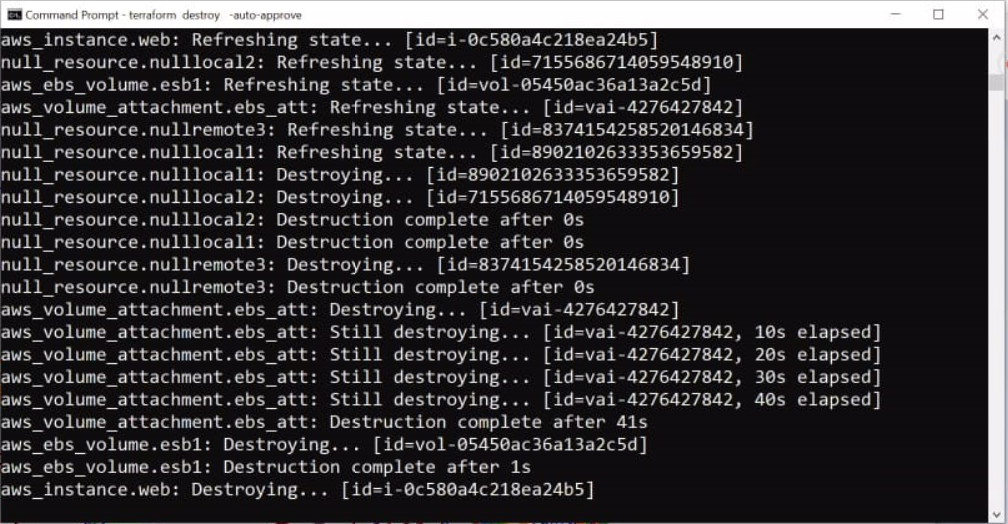 Command Prompt - terraform  destroy   -auto-approve
aws_instance.web: Refreshing state... [id=i-0c580a4c218ea24b5]
null_resource.nulllocal2: Refreshing state... [id=7155686714059548910]
aws_ebs_volume.esb1: Refreshing state... [id=vol-05450ac36a13a2c5d]
aws_volume_attachment.ebs_att: Refreshing state... [id=vai-4276427842]
null_resource.nullremote3: Refreshing state... [id=8374154258520146834]
null_resource.nulllocal1: Refreshing state... [id=8902102633353659582]
null_resource.nulllocal1: Destroying... [id=8902102633353659582]
null_resource.nulllocal2: Destroying... [id=7155686714059548910]
null_resource.nulllocal2: Destruction complete after 0s
null_resource.nulllocal1: Destruction complete after 0s
null_resource.nullremote3: Destroying... [id=8374154258520146834]
null_resource.nullremote3: Destruction complete after 0s
aws_volume_attachment.ebs_att: Destroying... [id=vai-4276427842]
aws_volume_attachment.ebs_att: Still destroying... [id=vai-4276427842, 10s elapsed]
aws_volume_attachment.ebs_att: Still destroying... [id=vai-4276427842, 20s elapsed]
aws_volume_attachment.ebs_att: Still destroying... [id=vai-4276427842, 30s elapsed]
aws_volume_attachment.ebs_att: Still destroying... [id=vai-4276427842, 40s elapsed]
aws_volume_attachment.ebs_att: Destruction complete after 41s
aws_ebs_volume.esb1: Destroying... [id=vol-05450ac36a13a2c5d]
aws_ebs_volume.esb1: Destruction complete after 1s
aws_instance.web: Destroying... [id=i-0c580a4c218ea24b5]